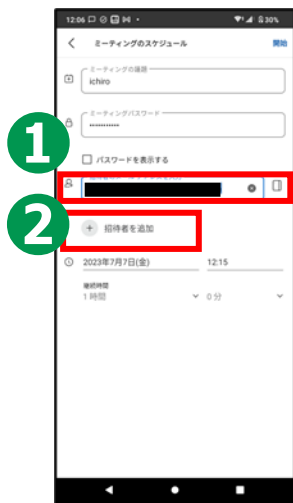 12:06 30%
ミーティングのスケジュール 開始
ミーティングの議題
ichiro
ミーティングパスワード
1
パスワードを表示する
2
招待者を追加
2023年7月7日(金) 12:15
継続時間
1 時間 0 分